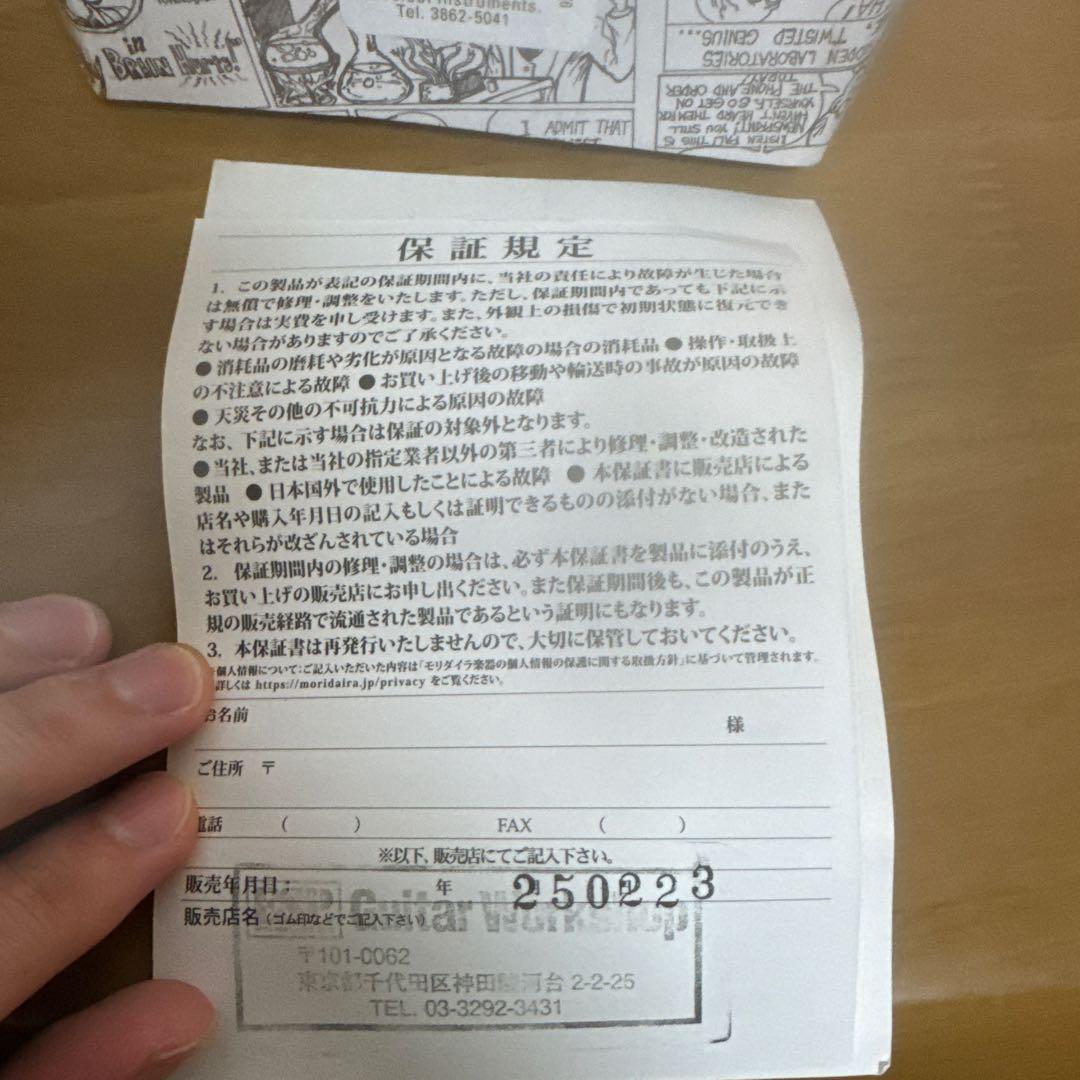 Instruments.
Tel. 3862-5041
in
Brain Hurts!
I ADMIT THAT
TWISTED GENIUS...
LABORATORIES
TODAY!
THE PHONE AND ORDER
YOURSELF, GO GET ON
HAVEN'T HEARD THEM FOR
NEWSPRINT! YOU STILL
LISTEN PAL! THIS IS
保証規定
1. この製品が表記の保証期間内に、当社の責任により故障が生じた場合
は無償で修理・調整をいたします。ただし、保証期間内であっても下記に示
す場合は実費を申し受けます。また、外観上の損傷で初期状態に復元でき
ない場合がありますのでご了承ください。
● 消耗品の磨耗や劣化が原因となる故障の場合の消耗品 ● 操作・取扱上
の不注意による故障 ● お買い上げ後の移動や輸送時の事故が原因の故障
● 天災その他の不可抗力による原因の故障
なお、下記に示す場合は保証の対象外となります。
● 当社、または当社の指定業者以外の第三者により修理・調整・改造された
製品 ● 日本国外で使用したことによる故障 ● 本保証書に販売店による
店名や購入年月日の記入もしくは証明できるものの添付がない場合、また
はそれらが改ざんされている場合
2. 保証期間内の修理・調整の場合は、必ず本保証書を製品に添付のうえ、
お買い上げの販売店にお申し出ください。また保証期間後も、この製品が正
規の販売経路で流通された製品であるという証明にもなります。
3. 本保証書は再発行いたしませんので、大切に保管しておいてください。
個人情報について:ご記入いただいた内容は「モリダイラ楽器の個人情報の保護に関する取扱方針」に基づいて管理されます。
詳しくは https://moridaira.jp/privacy をご覧ください。
お名前 様
ご住所 〒
電話 ( ) FAX ( )
※以下、販売店にてご記入下さい。
販売年月日: 年 250223
販売店名 (ゴム印などでご記入下さい)
Guitar Workshop
〒101-0062
東京都千代田区神田駿河台 2-2-25
TEL. 03-3292-3431